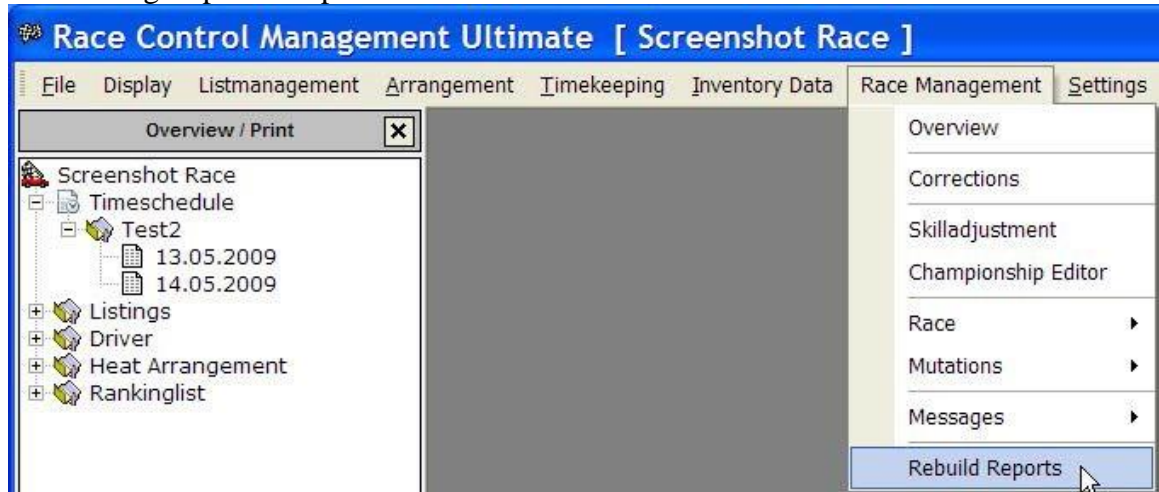 Race Control Management Ultimate [ Screenshot Race ]
File Display Listmanagement Arrangement Timekeeping Inventory Data Race Management Settings
Overview / Print
Screenshot Race
Timeschedule
Test2
13.05.2009
14.05.2009
Listings
Driver
Heat Arrangement
Rankinglist
Overview
Corrections
Skilladjustment
Championship Editor
Race
Mutations
Messages
Rebuild Reports